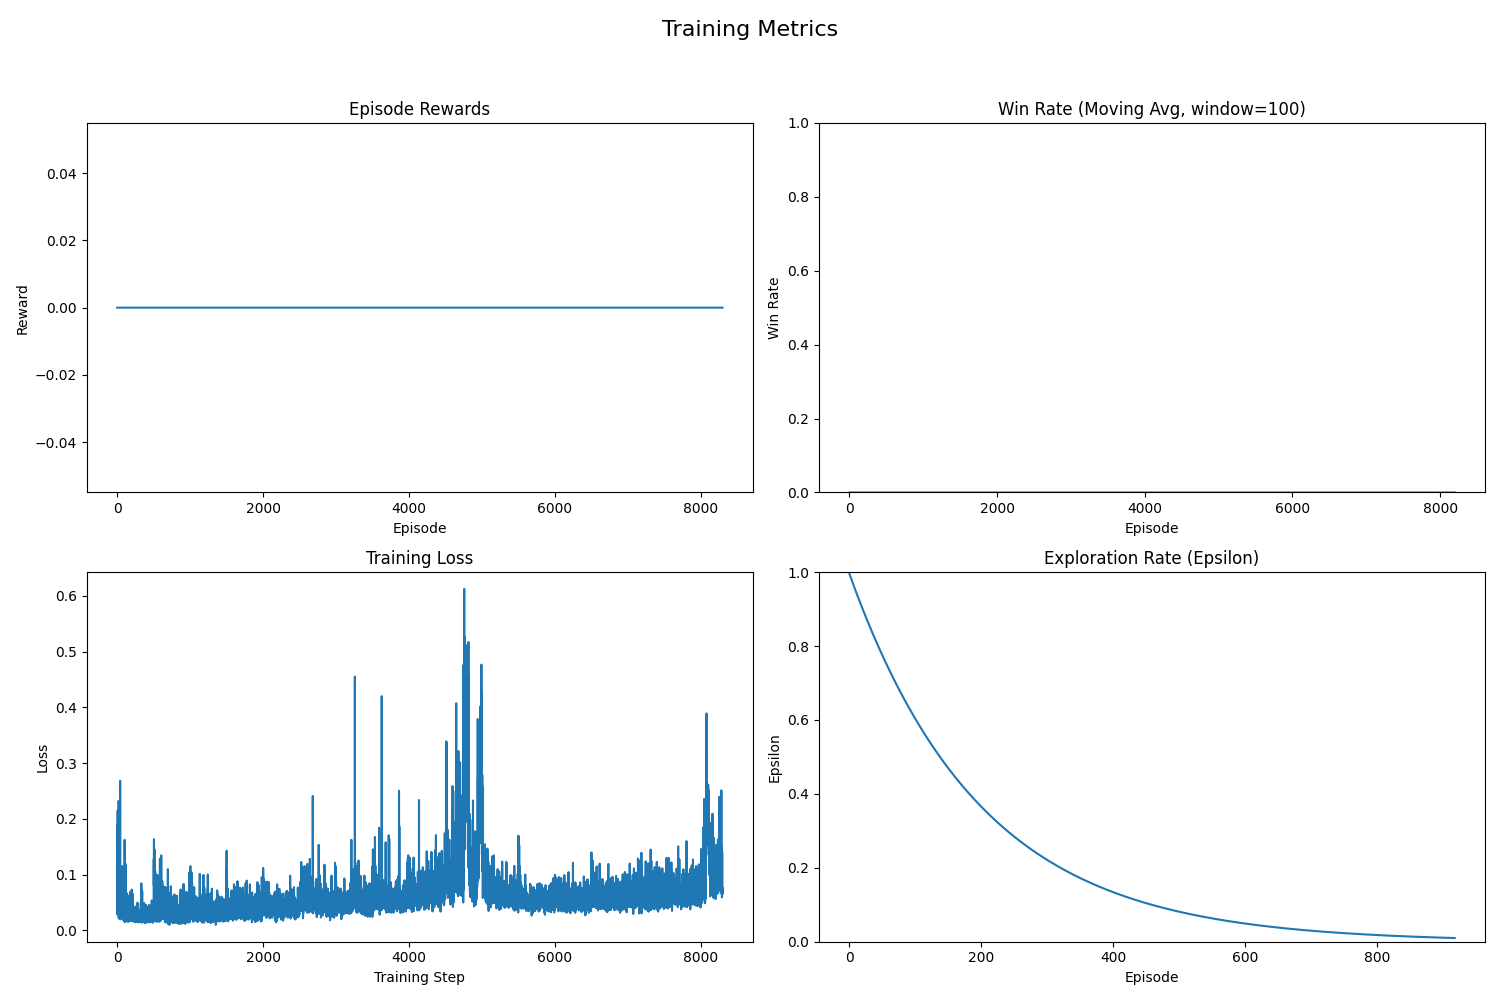 Training Metrics
Episode Rewards
0.04
0.02
0.00
−0.02
−0.04
Reward
0 2000 4000 6000 8000
Episode
Win Rate (Moving Avg, window=100)
1.0
0.8
0.6
0.4
0.2
0.0
Win Rate
0 2000 4000 6000 8000
Episode
Training Loss
0.6
0.5
0.4
0.3
0.2
0.1
0.0
Loss
0 2000 4000 6000 8000
Training Step
Exploration Rate (Epsilon)
1.0
0.8
0.6
0.4
0.2
0.0
Epsilon
0 200 400 600 800
Episode